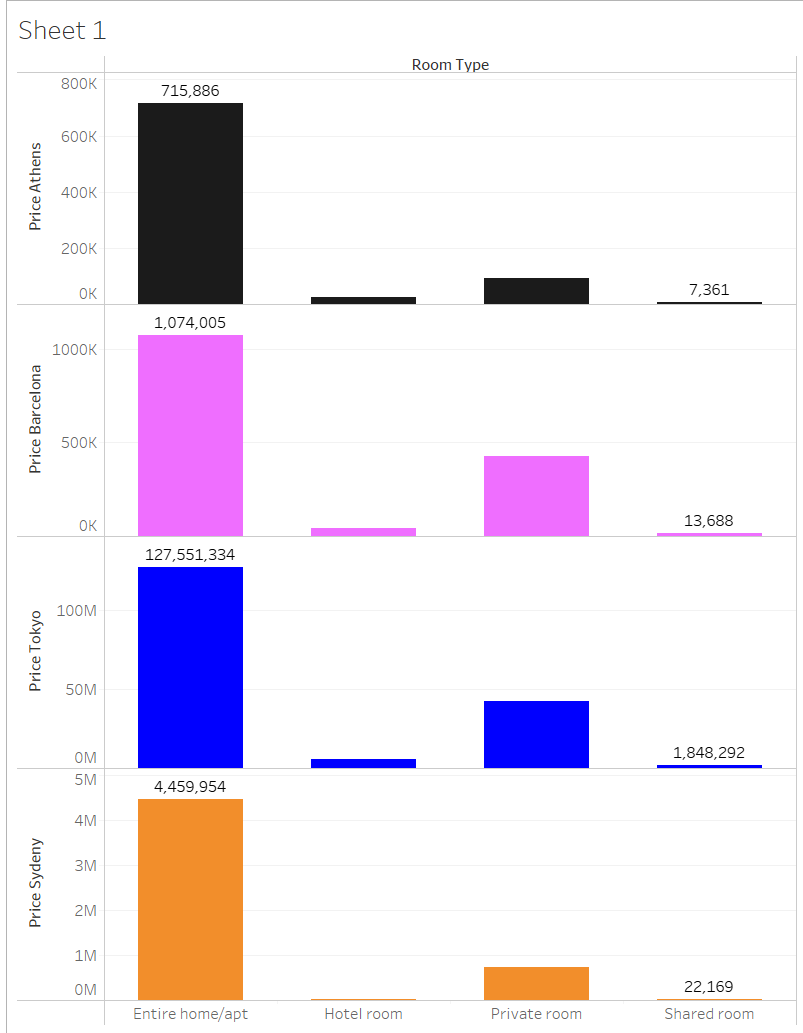 Sheet 1
Room Type
Price Athens
800K
600K
400K
200K
0K
715,886
7,361
Price Barcelona
1000K
500K
0K
1,074,005
13,688
Price Tokyo
100M
50M
0M
127,551,334
1,848,292
Price Sydeny
5M
4M
3M
2M
1M
0M
4,459,954
22,169
Entire home/apt Hotel room Private room Shared room